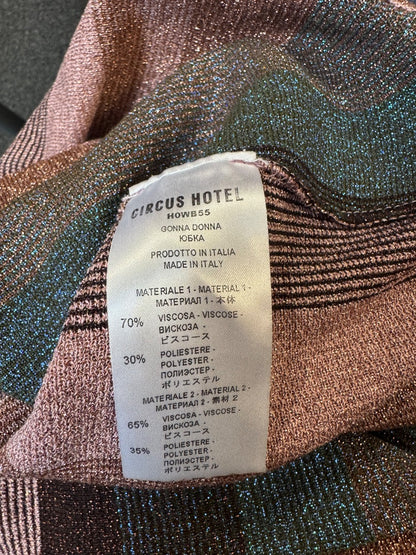 CIRCUS HOTEL
HOWB55
GONNA DONNA
ЮБКА
PRODOTTO IN ITALIA
MADE IN ITALY
MATERIALE 1 - MATERIAL 1 -
МАТЕРИАЛ 1 - 本体
70% VISCOSA - VISCOSE -
ВИСКОЗА -
ビスコース
30% POLIESTERE -
POLYESTER -
ПОЛИЭСТЕР -
ポリエステル
MATERIALE 2 - MATERIAL 2 -
МАТЕРИАЛ 2 - 素材 2
65% VISCOSA - VISCOSE -
ВИСКОЗА -
ビスコース
35% POLIESTERE -
POLYESTER -
ПОЛИЭСТЕР -
ポリエステル